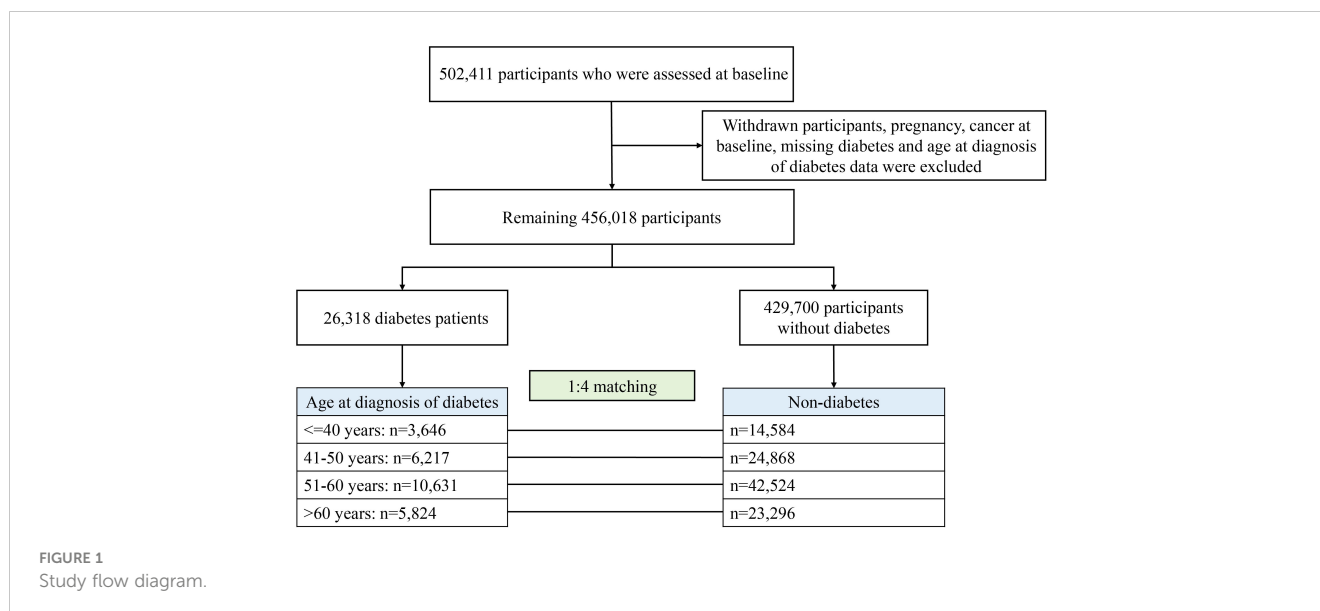 502,411 participants who were assessed at baseline
Withdrawn participants, pregnancy, cancer at
baseline, missing diabetes and age at diagnosis
of diabetes data were excluded
Remaining 456,018 participants
26,318 diabetes patients
429,700 participants
without diabetes
1:4 matching
Age at diagnosis of diabetes
Non-diabetes
<=40 years: n=3,646
n=14,584
41-50 years: n=6,217
n=24,868
51-60 years: n=10,631
n=42,524
>60 years: n=5,824
n=23,296
FIGURE 1
Study flow diagram.